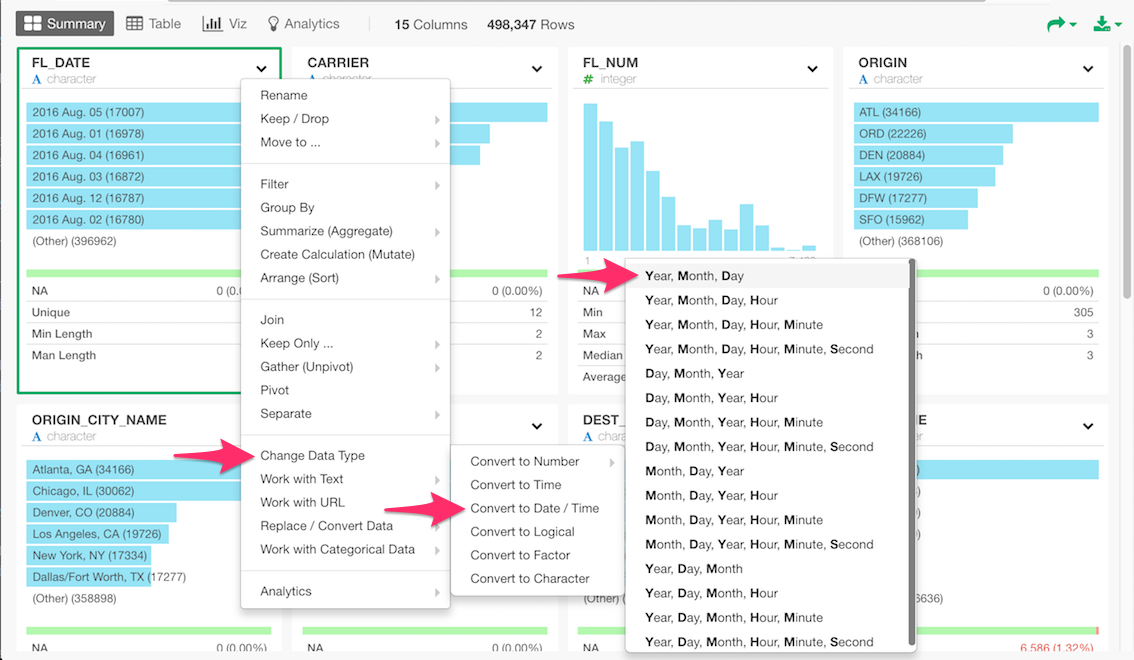 Summary
Table
Viz
Analytics
15 Columns
498,347 Rows
FL_DATE
A character
2016 Aug. 05 (17007)
2016 Aug. 01 (16978)
2016 Aug. 04 (16961)
2016 Aug. 03 (16872)
2016 Aug. 12 (16787)
2016 Aug. 02 (16780)
(Other) (396962)
NA 0 (0.0
Unique
Min Length
Man Length
CARRIER
A character
0 (0.00%)
12
2
2
FL_NUM
# integer
1
NA
Min
Max
Median
Average
ORIGIN
A character
ATL (34166)
ORD (22226)
DEN (20884)
LAX (19726)
DFW (17277)
SFO (15962)
(Other) (368106)
0 (0.00%)
305
3
3
ORIGIN_CITY_NAME
A character
Atlanta, GA (34166)
Chicago, IL (30062)
Denver, CO (20884)
Los Angeles, CA (19726)
New York, NY (17334)
Dallas/Fort Worth, TX (17277)
(Other) (358898)
NA 0 (0.00%)
NA 0 (0.00%)
DEST_
A chara
(Other)
NA
6,586 (1.32%)
Rename
Keep / Drop
Move to ...
Filter
Group By
Summarize (Aggregate)
Create Calculation (Mutate)
Arrange (Sort)
Join
Keep Only ...
Gather (Unpivot)
Pivot
Separate
Change Data Type
Work with Text
Work with URL
Replace / Convert Data
Work with Categorical Data
Analytics
Convert to Number
Convert to Time
Convert to Date / Time
Convert to Logical
Convert to Factor
Convert to Character
Year, Month, Day
Year, Month, Day, Hour
Year, Month, Day, Hour, Minute
Year, Month, Day, Hour, Minute, Second
Day, Month, Year
Day, Month, Year, Hour
Day, Month, Year, Hour, Minute
Day, Month, Year, Hour, Minute, Second
Month, Day, Year
Month, Day, Year, Hour
Month, Day, Year, Hour, Minute
Month, Day, Year, Hour, Minute, Second
Year, Day, Month
Year, Day, Month, Hour
Year, Day, Month, Hour, Minute
Year, Day, Month, Hour, Minute, Second